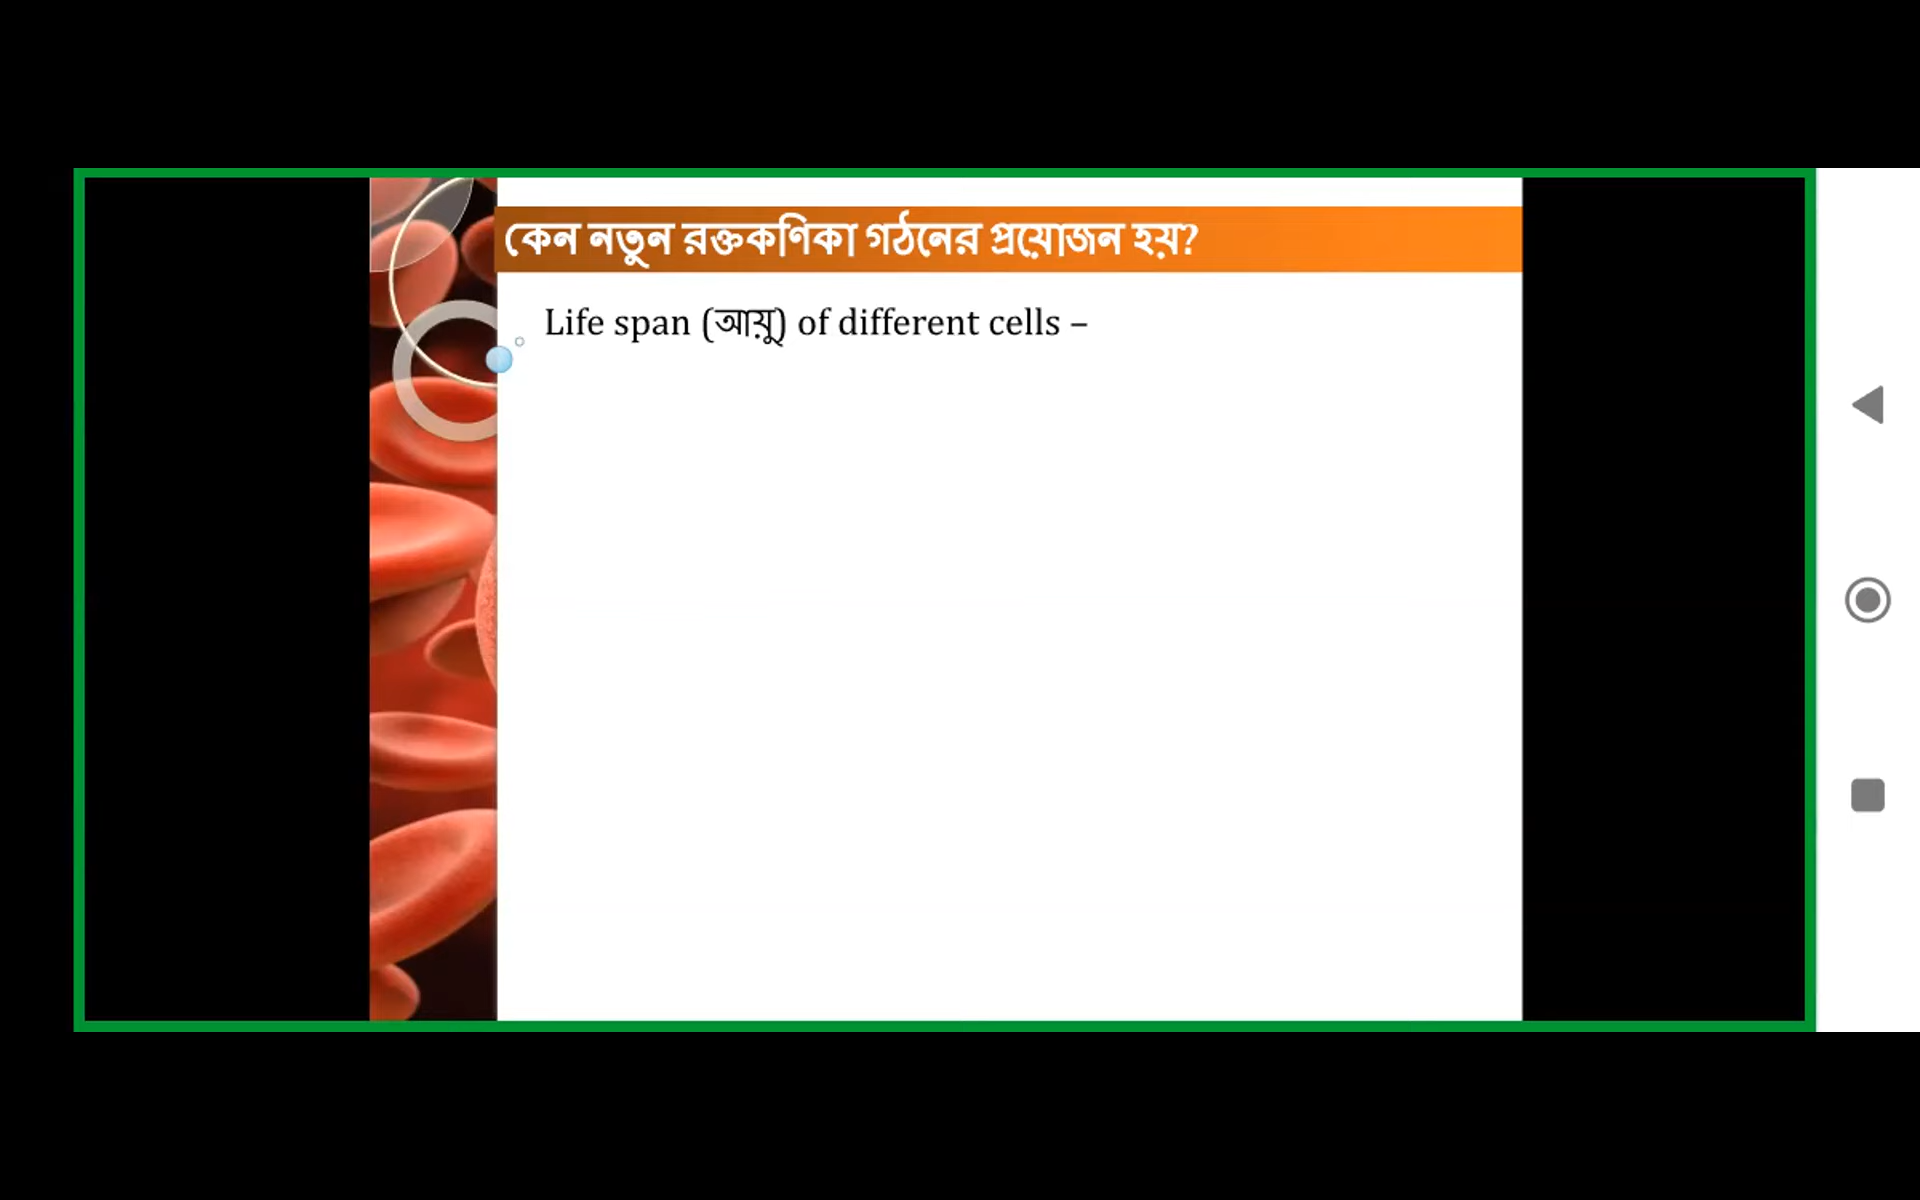 কেন নতুন রক্তকণিকা গঠনের প্রয়োজন হয়?
Life span (আয়ু) of different cells –